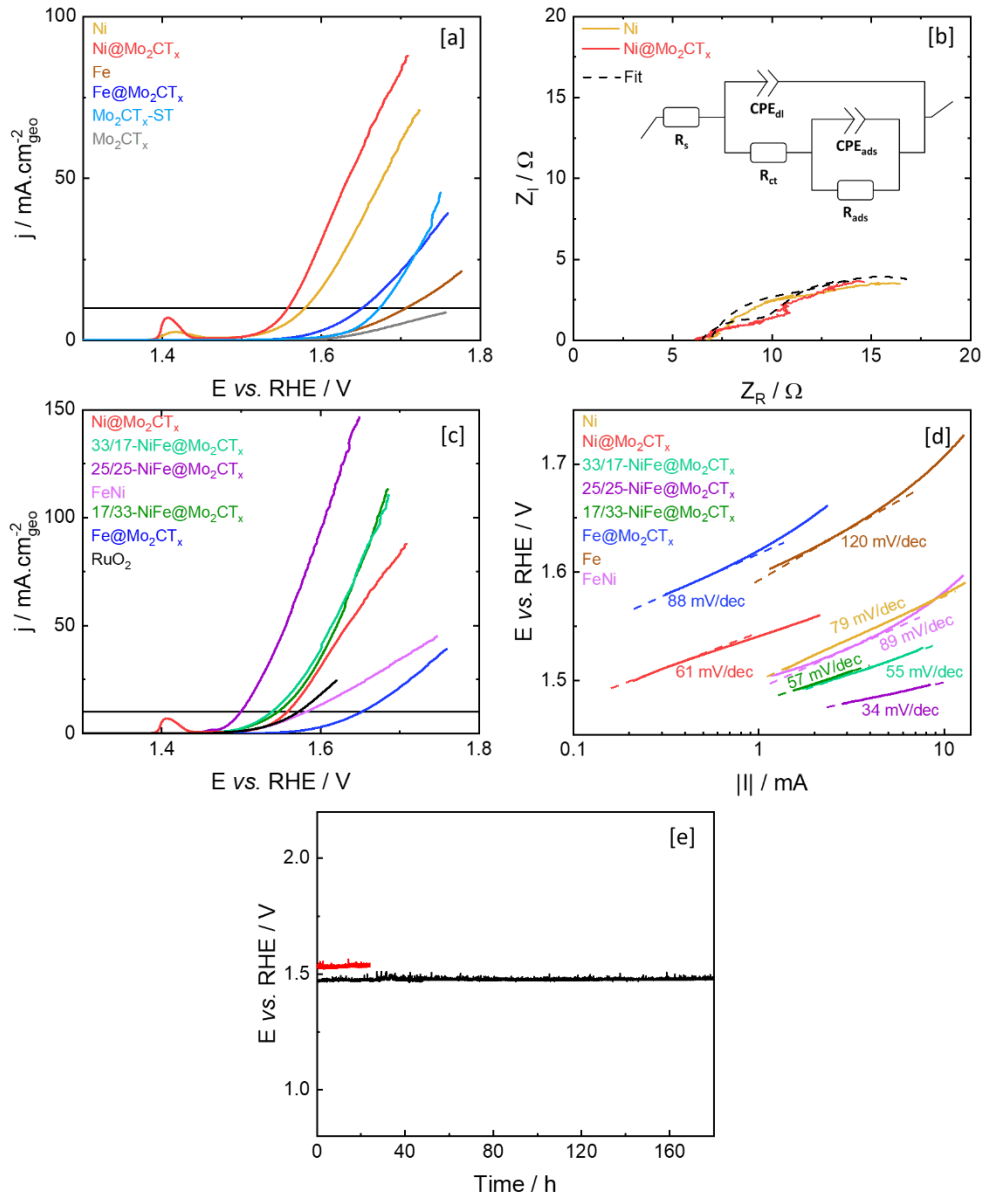 [a]
Ni
Ni@Mo₂CTₓ
Fe
Fe@Mo₂CTₓ
Mo₂CTₓ-ST
Mo₂CTₓ
100
50
0
1.4 1.6 1.8
j / mA.cm⁻²geo
E vs. RHE / V
[b]
Ni
Ni@Mo₂CTₓ
Fit
Rs
CPEdl
Rct
CPEads
Rads
20
15
10
5
0
0 5 10 15 20
Z_I / Ω
Z_R / Ω
[c]
Ni@Mo₂CTₓ
33/17-NiFe@Mo₂CTₓ
25/25-NiFe@Mo₂CTₓ
FeNi
17/33-NiFe@Mo₂CTₓ
Fe@Mo₂CTₓ
RuO₂
150
100
50
0
1.4 1.6 1.8
j / mA.cm⁻²geo
E vs. RHE / V
[d]
Ni
Ni@Mo₂CTₓ
33/17-NiFe@Mo₂CTₓ
25/25-NiFe@Mo₂CTₓ
17/33-NiFe@Mo₂CTₓ
Fe@Mo₂CTₓ
Fe
FeNi
120 mV/dec
88 mV/dec
79 mV/dec
89 mV/dec
61 mV/dec
57 mV/dec
55 mV/dec
34 mV/dec
1.7
1.6
1.5
0.1 1 10
E vs. RHE / V
|I| / mA
[e]
2.0
1.5
1.0
0 40 80 120 160
E vs. RHE / V
Time / h